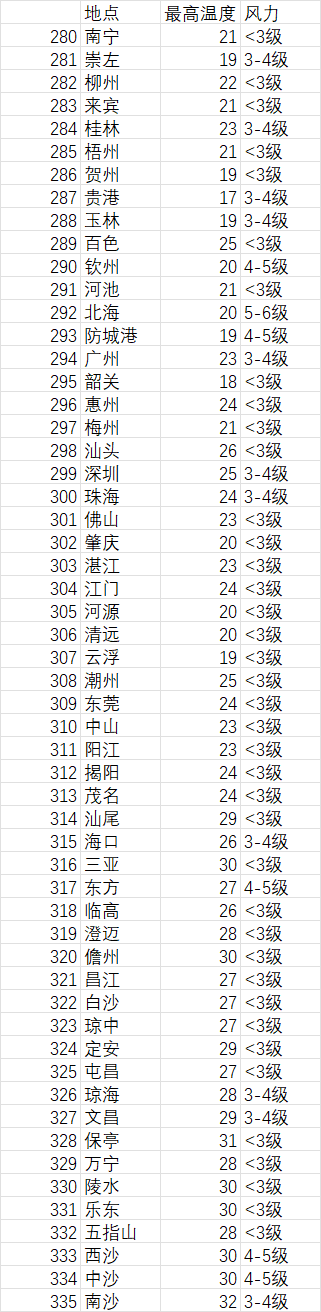 地点 最高温度 风力
280 南宁 21 <3级
281 崇左 19 3-4级
282 柳州 22 <3级
283 来宾 21 <3级
284 桂林 23 3-4级
285 梧州 21 <3级
286 贺州 19 <3级
287 贵港 17 3-4级
288 玉林 19 3-4级
289 百色 25 <3级
290 钦州 20 4-5级
291 河池 21 <3级
292 北海 20 5-6级
293 防城港 19 4-5级
294 广州 23 3-4级
295 韶关 18 <3级
296 惠州 24 <3级
297 梅州 21 <3级
298 汕头 26 <3级
299 深圳 25 3-4级
300 珠海 24 3-4级
301 佛山 23 <3级
302 肇庆 20 <3级
303 湛江 23 <3级
304 江门 24 <3级
305 河源 20 <3级
306 清远 20 <3级
307 云浮 19 <3级
308 潮州 25 <3级
309 东莞 24 <3级
310 中山 23 <3级
311 阳江 23 <3级
312 揭阳 24 <3级
313 茂名 24 <3级
314 汕尾 29 <3级
315 海口 26 3-4级
316 三亚 30 <3级
317 东方 27 4-5级
318 临高 26 <3级
319 澄迈 28 <3级
320 儋州 30 <3级
321 昌江 27 <3级
322 白沙 27 <3级
323 琼中 27 <3级
324 定安 29 <3级
325 屯昌 27 <3级
326 琼海 28 3-4级
327 文昌 29 3-4级
328 保亭 31 <3级
329 万宁 28 <3级
330 陵水 30 <3级
331 乐东 30 <3级
332 五指山 28 <3级
333 西沙 30 4-5级
334 中沙 30 4-5级
335 南沙 32 3-4级